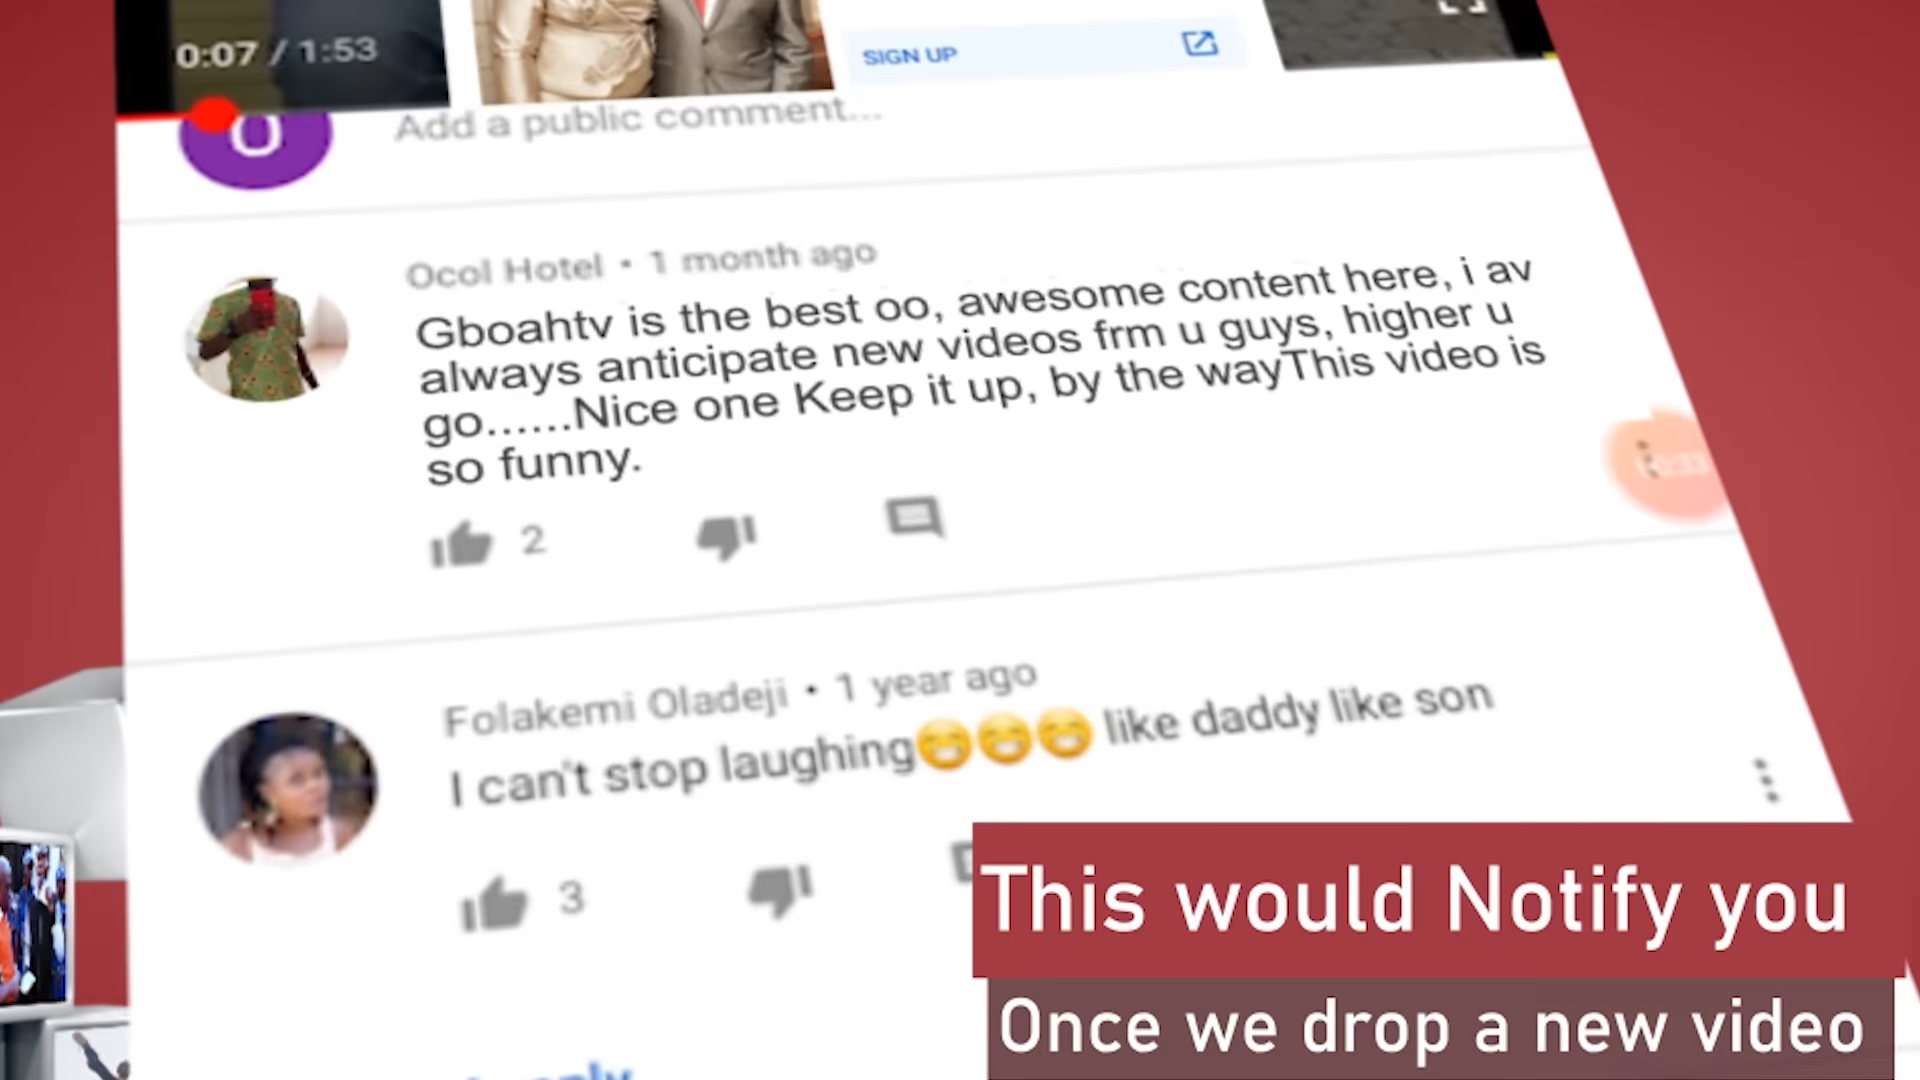 0:07 / 1:53
SIGN UP
Add a public comment...
Ocol Hotel • 1 month ago
Gboahtv is the best oo, awesome content here, i av
always anticipate new videos frm u guys, higher u
go......Nice one Keep it up, by the wayThis video is
so funny.
2
Folakemi Oladeji • 1 year ago
I can't stop laughing😁😁😁 like daddy like son
3
This would Notify you
Once we drop a new video